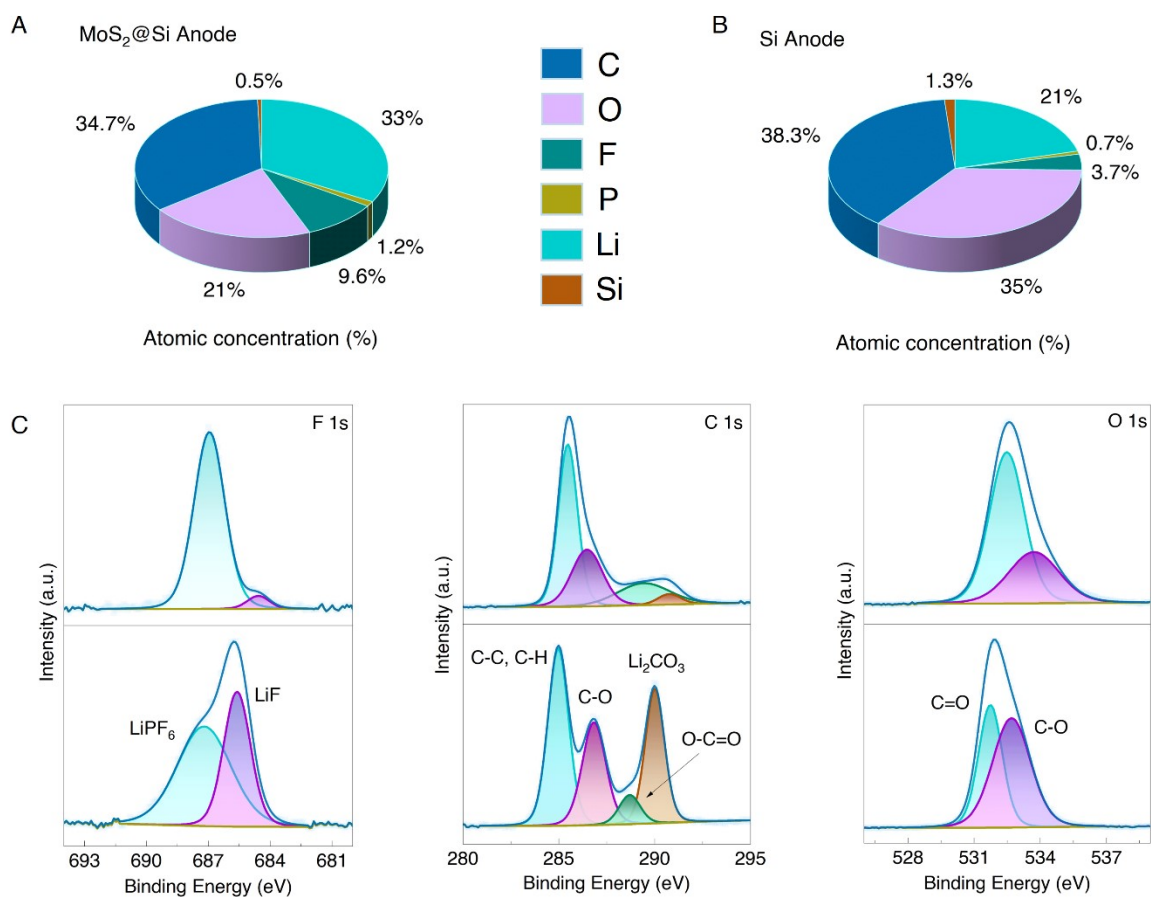 A
MoS₂@Si Anode
0.5%
34.7%
33%
1.2%
9.6%
21%
Atomic concentration (%)
C
O
F
P
Li
Si
B
Si Anode
1.3%
21%
38.3%
0.7%
3.7%
35%
Atomic concentration (%)
C
F 1s
Intensity (a.u.)
LiPF₆
LiF
693
690
687
684
681
Binding Energy (eV)
C 1s
Intensity (a.u.)
C-C, C-H
C-O
Li₂CO₃
O-C=O
280
285
290
295
Binding Energy (eV)
O 1s
Intensity (a.u.)
C=O
C-O
528
531
534
537
Binding Energy (eV)